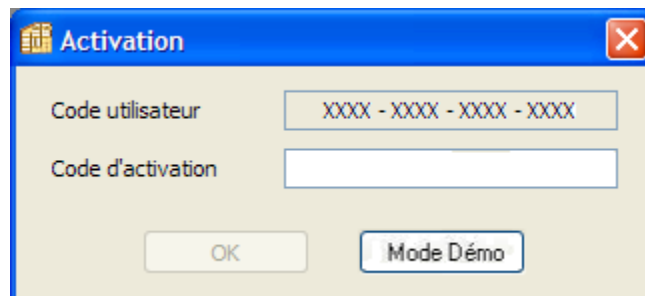 Activation
Code utilisateur XXXX - XXXX - XXXX - XXXX
Code d'activation
OK Mode Démo